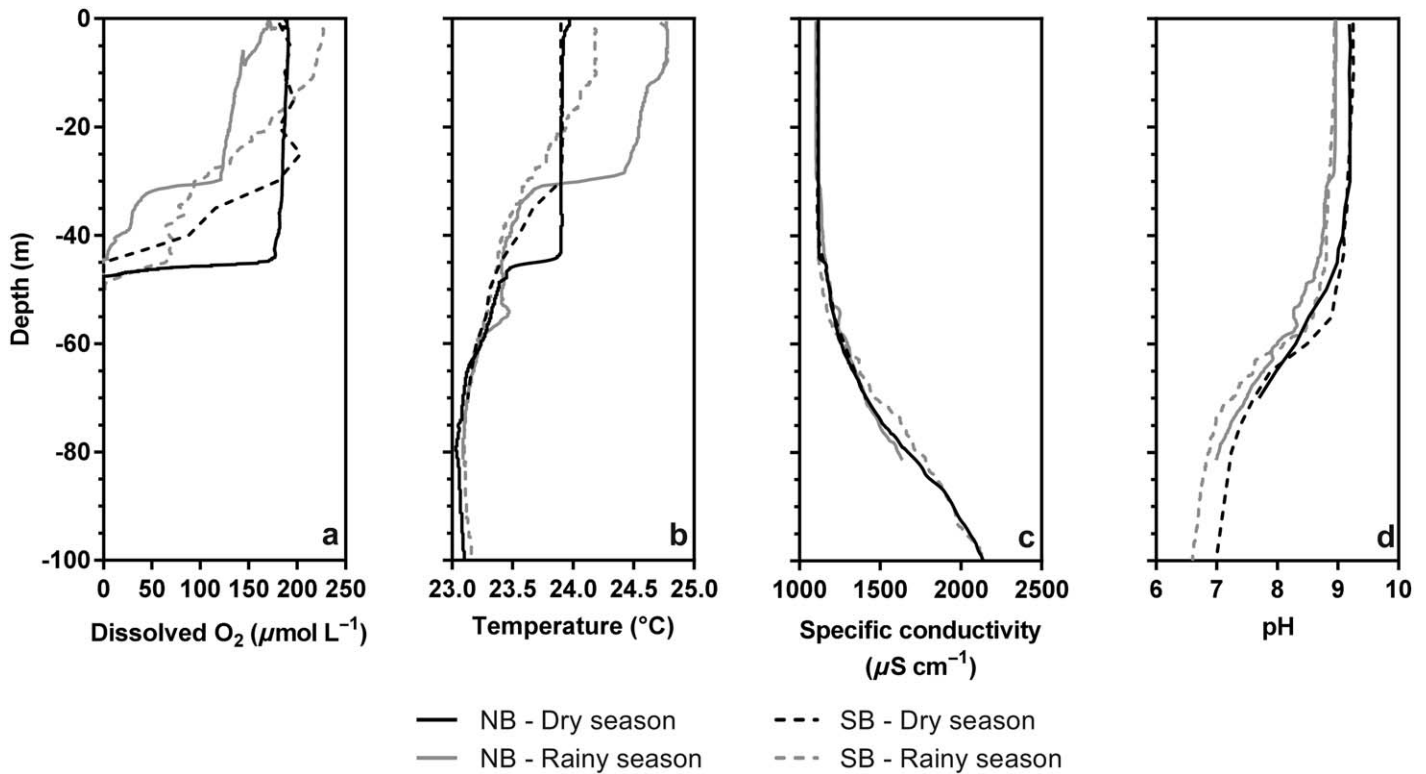 0
-20
-40
-60
-80
-100
Depth (m)
a
b
c
d
0 50 100 150 200 250
23.0 23.5 24.0 24.5 25.0
1000 1500 2000 2500
6 7 8 9 10
Dissolved O₂ (µmol L⁻¹)
Temperature (°C)
Specific conductivity
(µS cm⁻¹)
pH
NB - Dry season
SB - Dry season
NB - Rainy season
SB - Rainy season